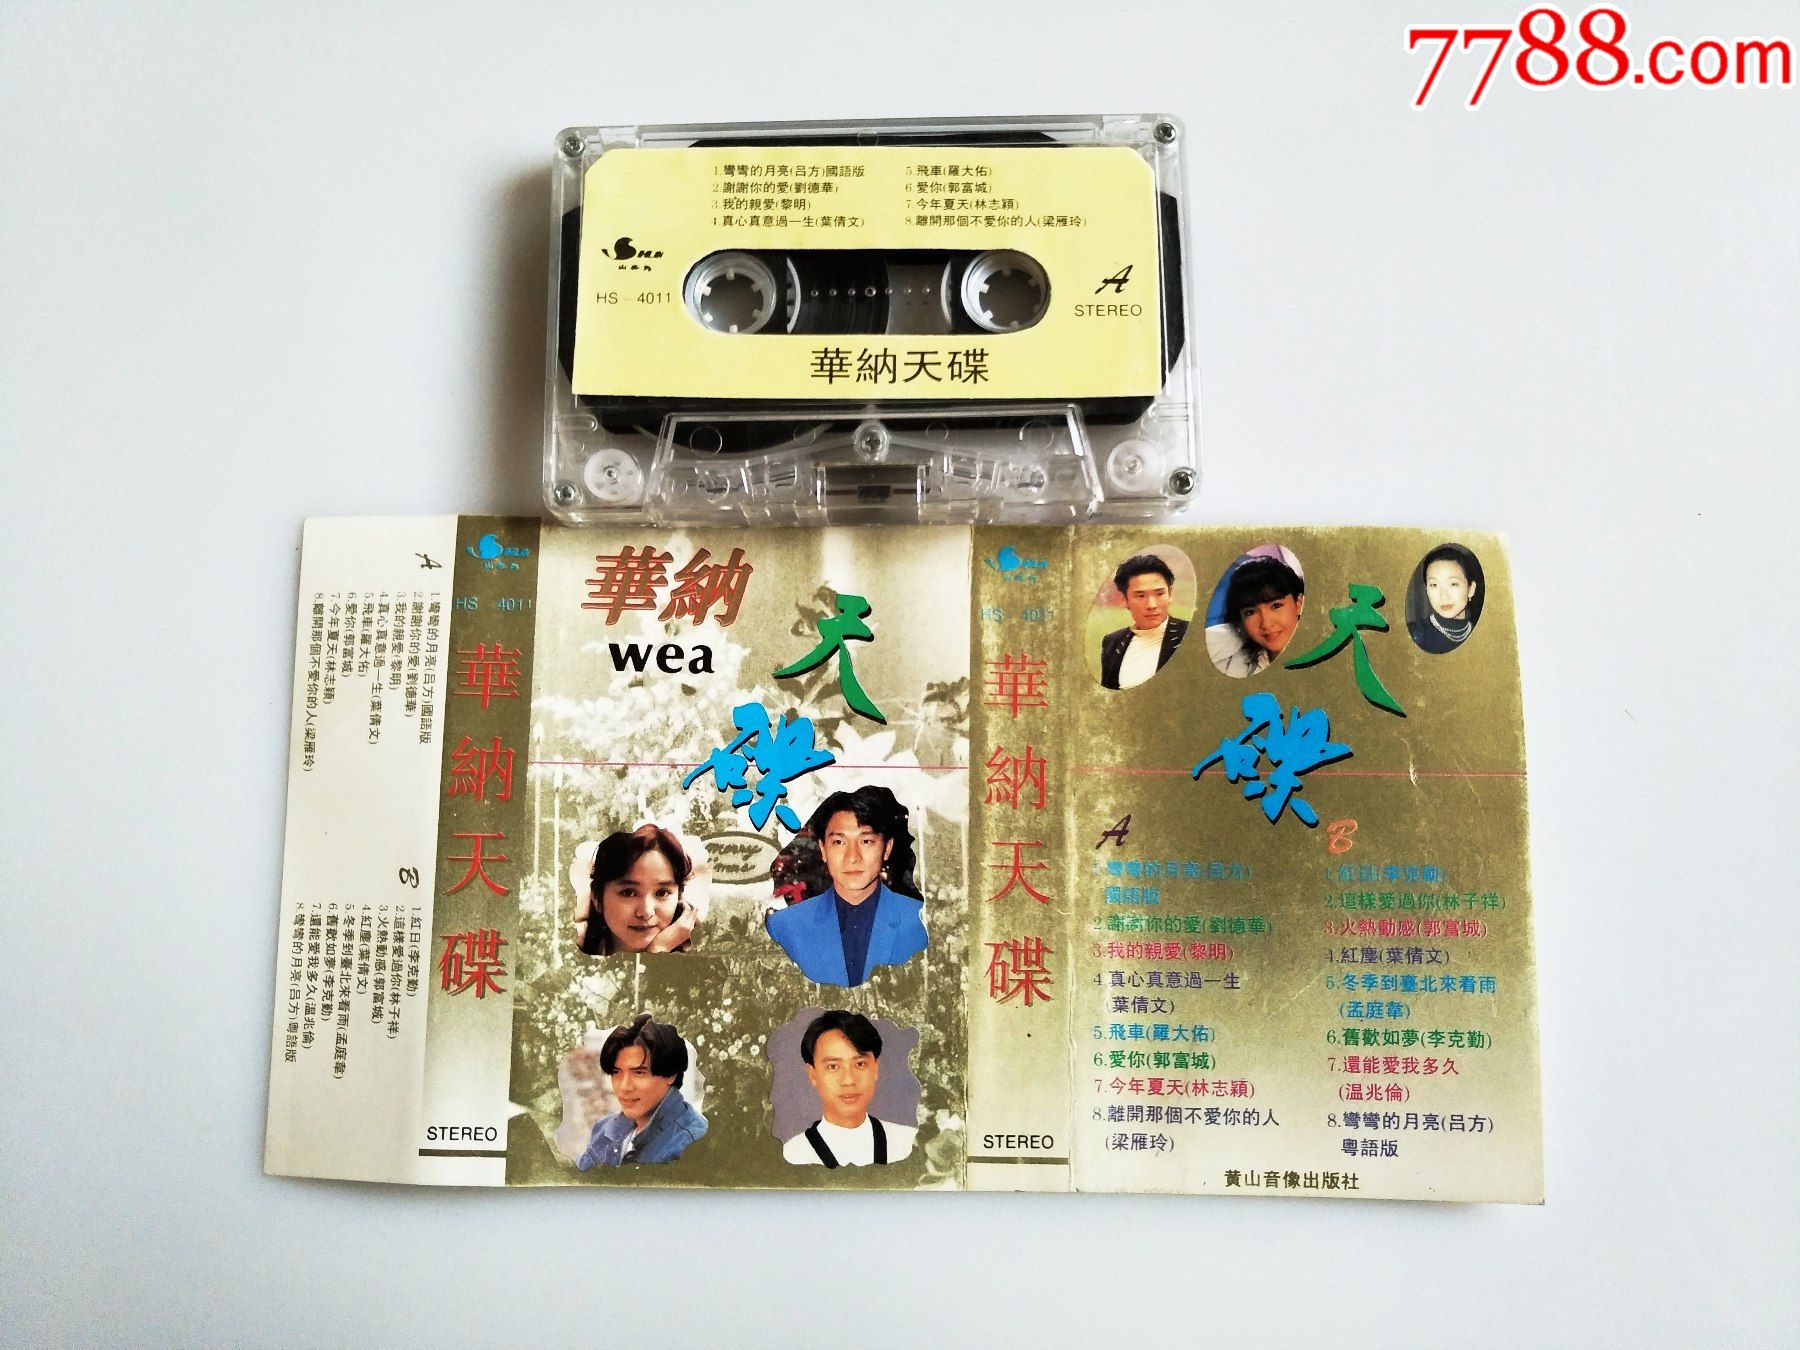 7788.com
1.彎彎的月亮(吕方)國語版
2.謝謝你的愛(劉德華)
3.我的親愛(黎明)
4.真心真意過一生(葉倩文)
5.飛車(羅大佑)
6.愛你(郭富城)
7.今年夏天(林志穎)
8.離開那個不愛你的人(梁雁玲)
HS-4011
A
STEREO
華納天碟
A
1.彎彎的月亮(吕方)國語版
2.謝謝你的愛(劉德華)
3.我的親愛(黎明)
4.真心真意過一生(葉倩文)
5.飛車(羅大佑)
6.愛你(郭富城)
7.今年夏天(林志穎)
8.離開那個不愛你的人(梁雁玲)
B
1.紅日(李克勤)
2.這樣愛過你(林子祥)
3.火熱動感(郭富城)
4.紅塵(葉倩文)
5.冬季到臺北來看雨(孟庭葦)
6.舊歡如夢(李克勤)
7.還能愛我多久(温兆倫)
8.彎彎的月亮(吕方)粤語版
HS-4011
華納天碟
STEREO
華納
wea
天碟
merry
HS-4011
華納天碟
STEREO
天碟
A
1.彎彎的月亮(吕方)
國語版
2.謝謝你的愛(劉德華)
3.我的親愛(黎明)
4.真心真意過一生
(葉倩文)
5.飛車(羅大佑)
6.愛你(郭富城)
7.今年夏天(林志穎)
8.離開那個不愛你的人
(梁雁玲)
B
1.紅日(李克勤)
2.這樣愛過你(林子祥)
3.火熱動感(郭富城)
4.紅塵(葉倩文)
5.冬季到臺北來看雨
(孟庭葦)
6.舊歡如夢(李克勤)
7.還能愛我多久
(温兆倫)
8.彎彎的月亮(吕方)
粤語版
黄山音像出版社